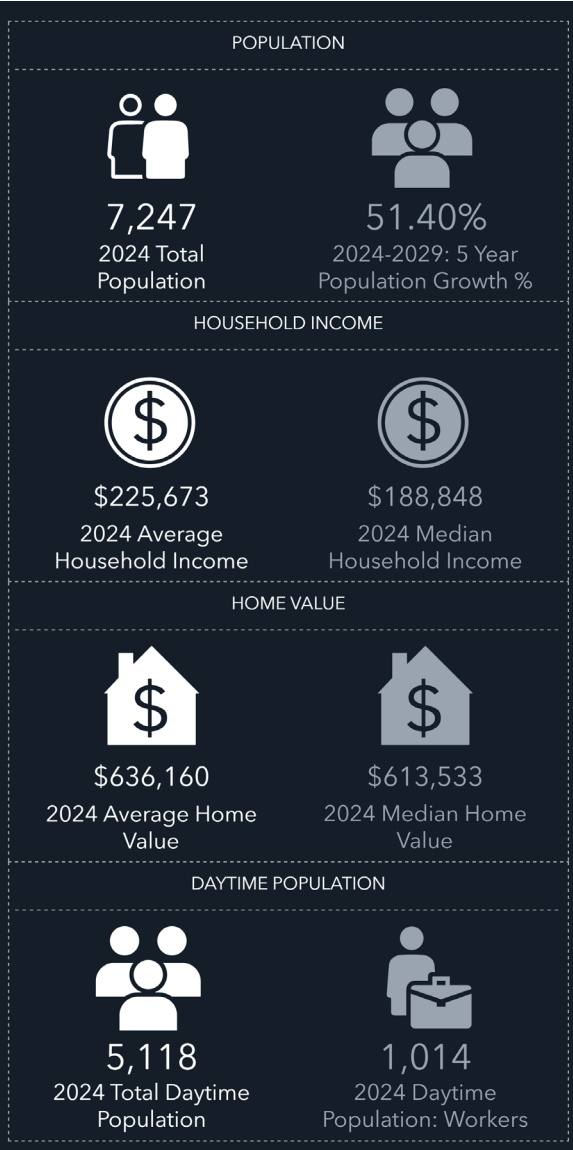 POPULATION
7,247
2024 Total
Population
51.40%
2024-2029: 5 Year
Population Growth %
HOUSEHOLD INCOME
$
$225,673
2024 Average
Household Income
$
$188,848
2024 Median
Household Income
HOME VALUE
$
$636,160
2024 Average Home
Value
$
$613,533
2024 Median Home
Value
DAYTIME POPULATION
5,118
2024 Total Daytime
Population
1,014
2024 Daytime
Population: Workers